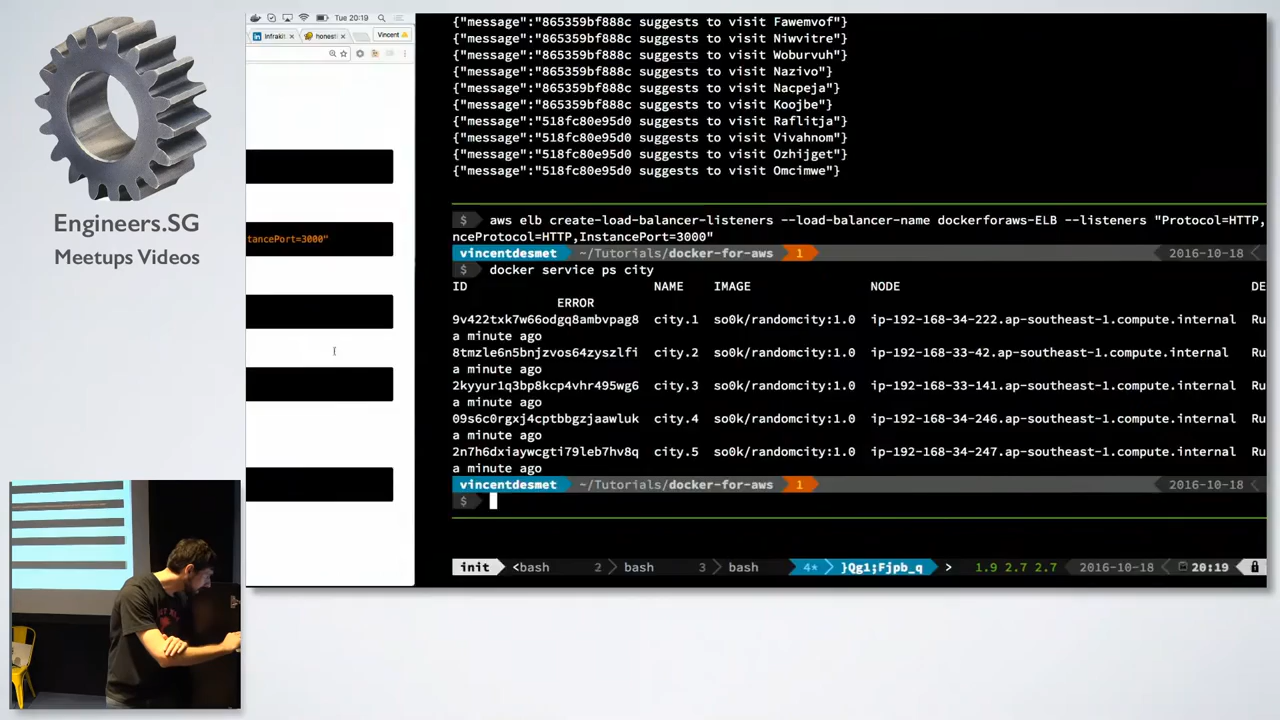 Engineers.SG
Meetups Videos
Tue 20:19
Infrakit
honest
Vincent
tancePort=3000"
{"message":"865359bf888c suggests to visit Fawemvof"}
{"message":"865359bf888c suggests to visit Niwvitre"}
{"message":"865359bf888c suggests to visit Woburvuh"}
{"message":"865359bf888c suggests to visit Nazivo"}
{"message":"865359bf888c suggests to visit Nacpeja"}
{"message":"865359bf888c suggests to visit Koojbe"}
{"message":"518fc80e95d0 suggests to visit Raflitja"}
{"message":"518fc80e95d0 suggests to visit Vivahnom"}
{"message":"518fc80e95d0 suggests to visit Ozhijget"}
{"message":"518fc80e95d0 suggests to visit Omcimwe"}
$ aws elb create-load-balancer-listeners --load-balancer-name dockerforaws-ELB --listeners "Protocol=HTTP,
nceProtocol=HTTP,InstancePort=3000"
vincentdesmet ~/Tutorials/docker-for-aws 1 2016-10-18
$ docker service ps city
ID NAME IMAGE NODE DE
ERROR
9v422txk7w66odgq8ambvpag8 city.1 so0k/randomcity:1.0 ip-192-168-34-222.ap-southeast-1.compute.internal Ru
a minute ago
8tmzle6n5bnjzvos64zyszlfi city.2 so0k/randomcity:1.0 ip-192-168-33-42.ap-southeast-1.compute.internal Ru
a minute ago
2kyyur1q3bp8kcp4vhr495wg6 city.3 so0k/randomcity:1.0 ip-192-168-33-141.ap-southeast-1.compute.internal Ru
a minute ago
09s6c0rgxj4cptbbgzjaawluk city.4 so0k/randomcity:1.0 ip-192-168-34-246.ap-southeast-1.compute.internal Ru
a minute ago
2n7h6dxiaywcgti79leb7hv8q city.5 so0k/randomcity:1.0 ip-192-168-34-247.ap-southeast-1.compute.internal Ru
a minute ago
vincentdesmet ~/Tutorials/docker-for-aws 1 2016-10-18
$
init <bash 2 bash 3 bash 4* }Qg1;Fjpb_q > 1.9 2.7 2.7 2016-10-18 20:19